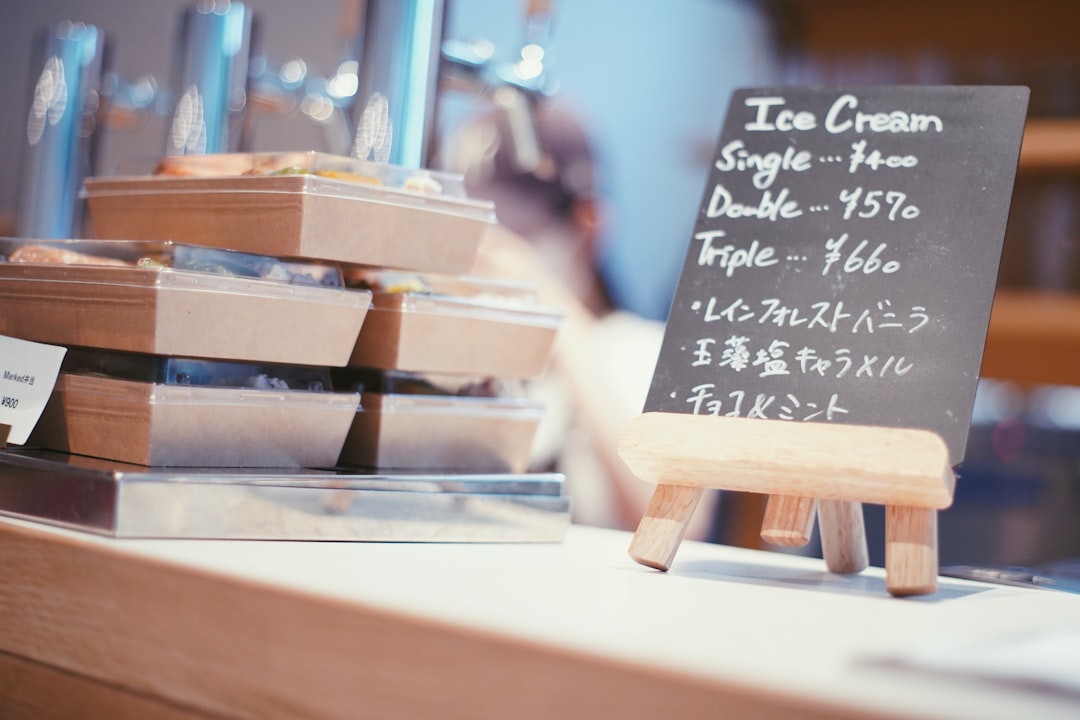 Ice Cream
Single … ¥400
Double … ¥570
Triple … ¥660
・レインフォレストバニラ
・玉藻塩キャラメル
・チョコ&ミント
Marked弁当
¥900